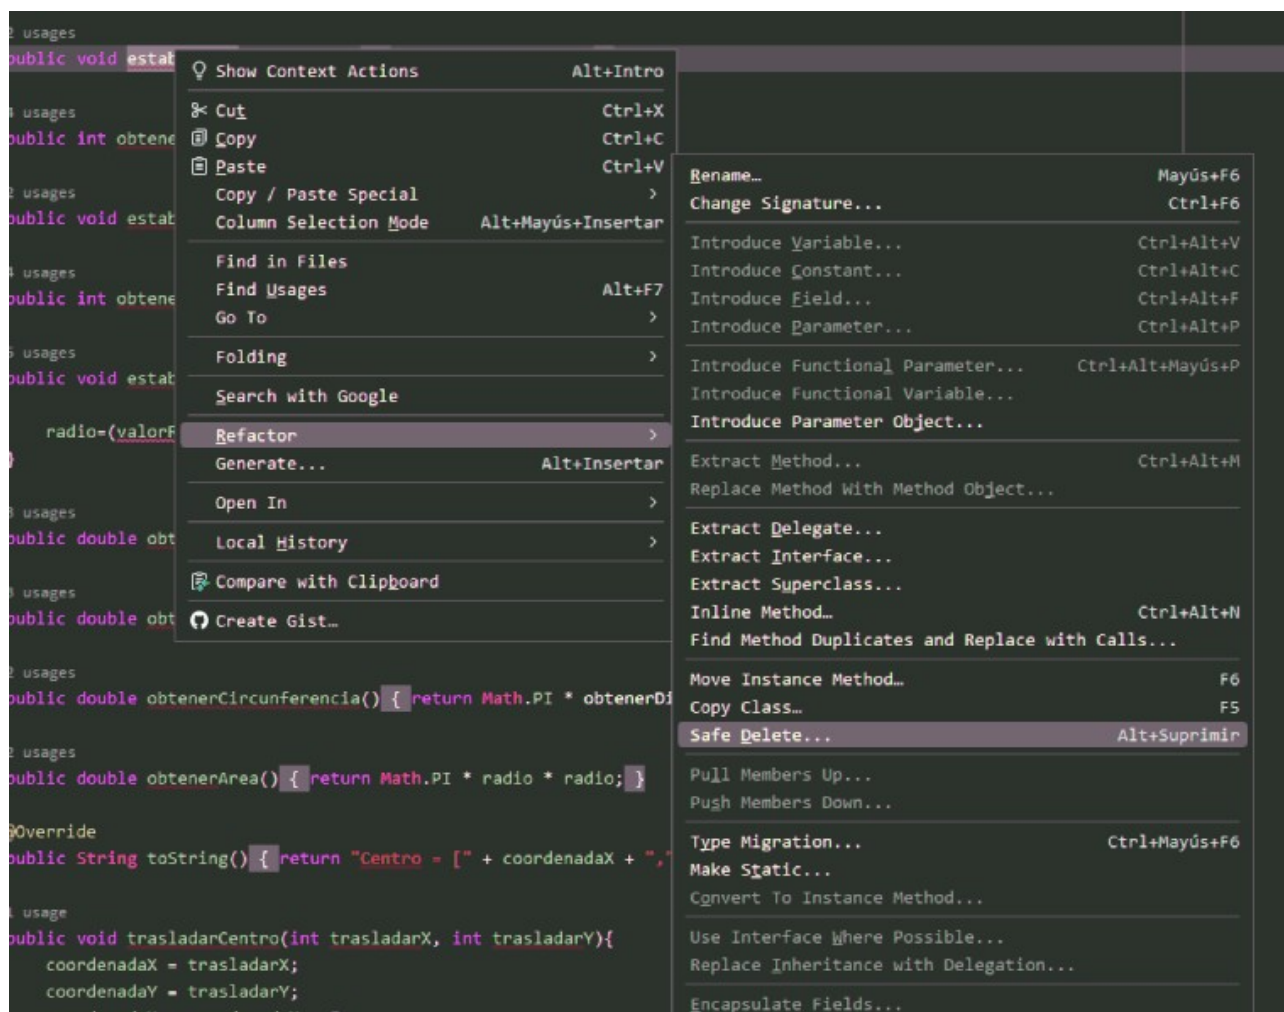 2 usages
public void estab
4 usages
public int obtene
2 usages
public void estab
4 usages
public int obtene
5 usages
public void estab
radio=(valorR
}
3 usages
public double obt
3 usages
public double obt
2 usages
public double obtenerCircunferencia() { return Math.PI * obtenerDi
2 usages
public double obtenerArea() { return Math.PI * radio * radio; }
@Override
public String toString() { return "Centro = [" + coordenadaX + ","
1 usage
public void trasladarCentro(int trasladarX, int trasladarY){
coordenadaX = trasladarX;
coordenadaY = trasladarY;
Show Context Actions Alt+Intro
Cut Ctrl+X
Copy Ctrl+C
Paste Ctrl+V
Copy / Paste Special >
Column Selection Mode Alt+Mayús+Insertar
Find in Files
Find Usages Alt+F7
Go To >
Folding >
Search with Google
Refactor >
Generate... Alt+Insertar
Open In >
Local History >
Compare with Clipboard
Create Gist…
Rename… Mayús+F6
Change Signature... Ctrl+F6
Introduce Variable... Ctrl+Alt+V
Introduce Constant... Ctrl+Alt+C
Introduce Field... Ctrl+Alt+F
Introduce Parameter... Ctrl+Alt+P
Introduce Functional Parameter... Ctrl+Alt+Mayús+P
Introduce Functional Variable...
Introduce Parameter Object...
Extract Method... Ctrl+Alt+M
Replace Method With Method Object...
Extract Delegate...
Extract Interface...
Extract Superclass...
Inline Method… Ctrl+Alt+N
Find Method Duplicates and Replace with Calls...
Move Instance Method… F6
Copy Class… F5
Safe Delete... Alt+Suprimir
Pull Members Up...
Push Members Down...
Type Migration... Ctrl+Mayús+F6
Make Static...
Convert To Instance Method...
Use Interface Where Possible...
Replace Inheritance with Delegation...
Encapsulate Fields...